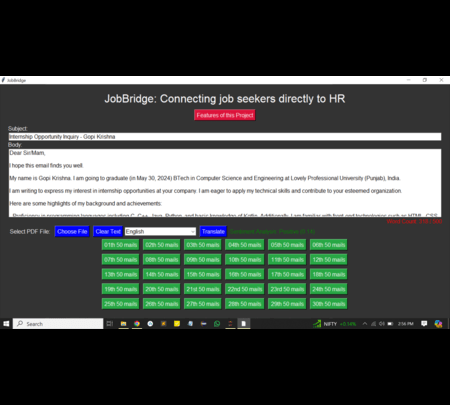 JobBridge
JobBridge: Connecting job seekers directly to HR
Features of this Project
Subject:
Internship Opportunity Inquiry - Gopi Krishna
Body:
Dear Sir/Mam,
I hope this email finds you well.
My name is Gopi Krishna. I am going to graduate (in May 30, 2024) BTech in Computer Science and Engineering at Lovely Professional University (Punjab), India.
I am writing to express my interest in internship opportunities at your company. I am eager to apply my technical skills and contribute to your esteemed organization.
Here are some highlights of my background and achievements:
Select PDF File: Choose File Clear Text English Translate
01th 50 mails 02th 50 mails 03th 50 mails 04th 50 mails 05th 50 mails 06th 50 mails
07th 50 mails 08th 50 mails 09th 50 mails 10th 50 mails 11th 50 mails 12th 50 mails
13th 50 mails 14th 50 mails 15th 50 mails 16th 50 mails 17th 50 mails 18th 50 mails
19th 50 mails 20th 50 mails 21st 50 mails 22nd 50 mails 23rd 50 mails 24th 50 mails
25th 50 mails 26th 50 mails 27th 50 mails 28th 50 mails 29th 50 mails 30th 50 mails
Search NIFTY +0.14% 2:56 PM